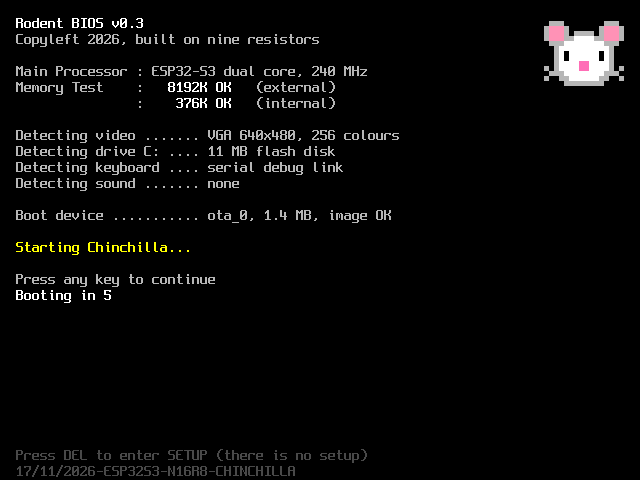 Rodent BIOS v0.3
Copyleft 2026, built on nine resistors
Main Processor : ESP32-S3 dual core, 240 MHz
Memory Test    :   8192K OK   (external)
               :    376K OK   (internal)
Detecting video ....... VGA 640x480, 256 colours
Detecting drive C: .... 11 MB flash disk
Detecting keyboard .... serial debug link
Detecting sound ....... none
Boot device ........... ota_0, 1.4 MB, image OK
Starting Chinchilla...
Press any key to continue
Booting in 5
Press DEL to enter SETUP (there is no setup)
17/11/2026-ESP32S3-N16R8-CHINCHILLA